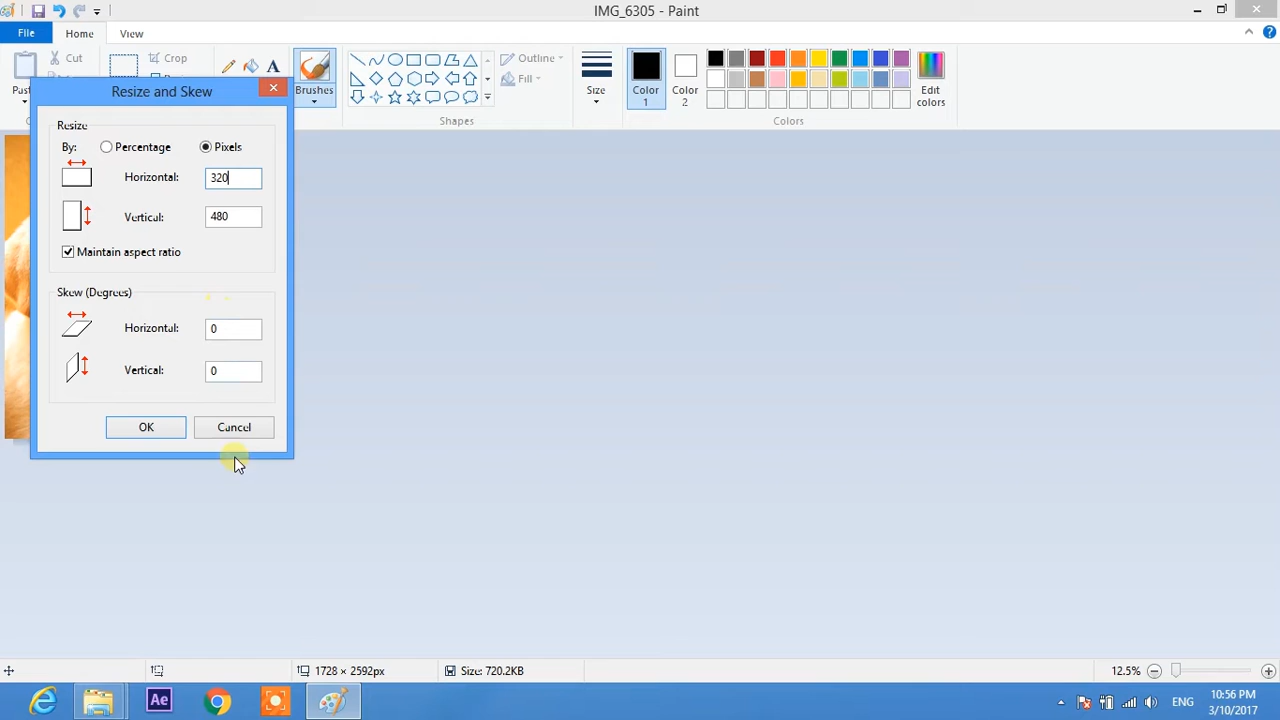 IMG_6305 - Paint
File
Home
View
Cut
Crop
Brushes
Outline
Fill
Size
Color 1
Color 2
Edit colors
Shapes
Colors
Resize and Skew
Resize
By:
Percentage
Pixels
Horizontal:
320
Vertical:
480
Maintain aspect ratio
Skew (Degrees)
Horizontal:
0
Vertical:
0
OK
Cancel
1728 × 2592px
Size: 720.2KB
12.5%
Ae
ENG
10:56 PM
3/10/2017